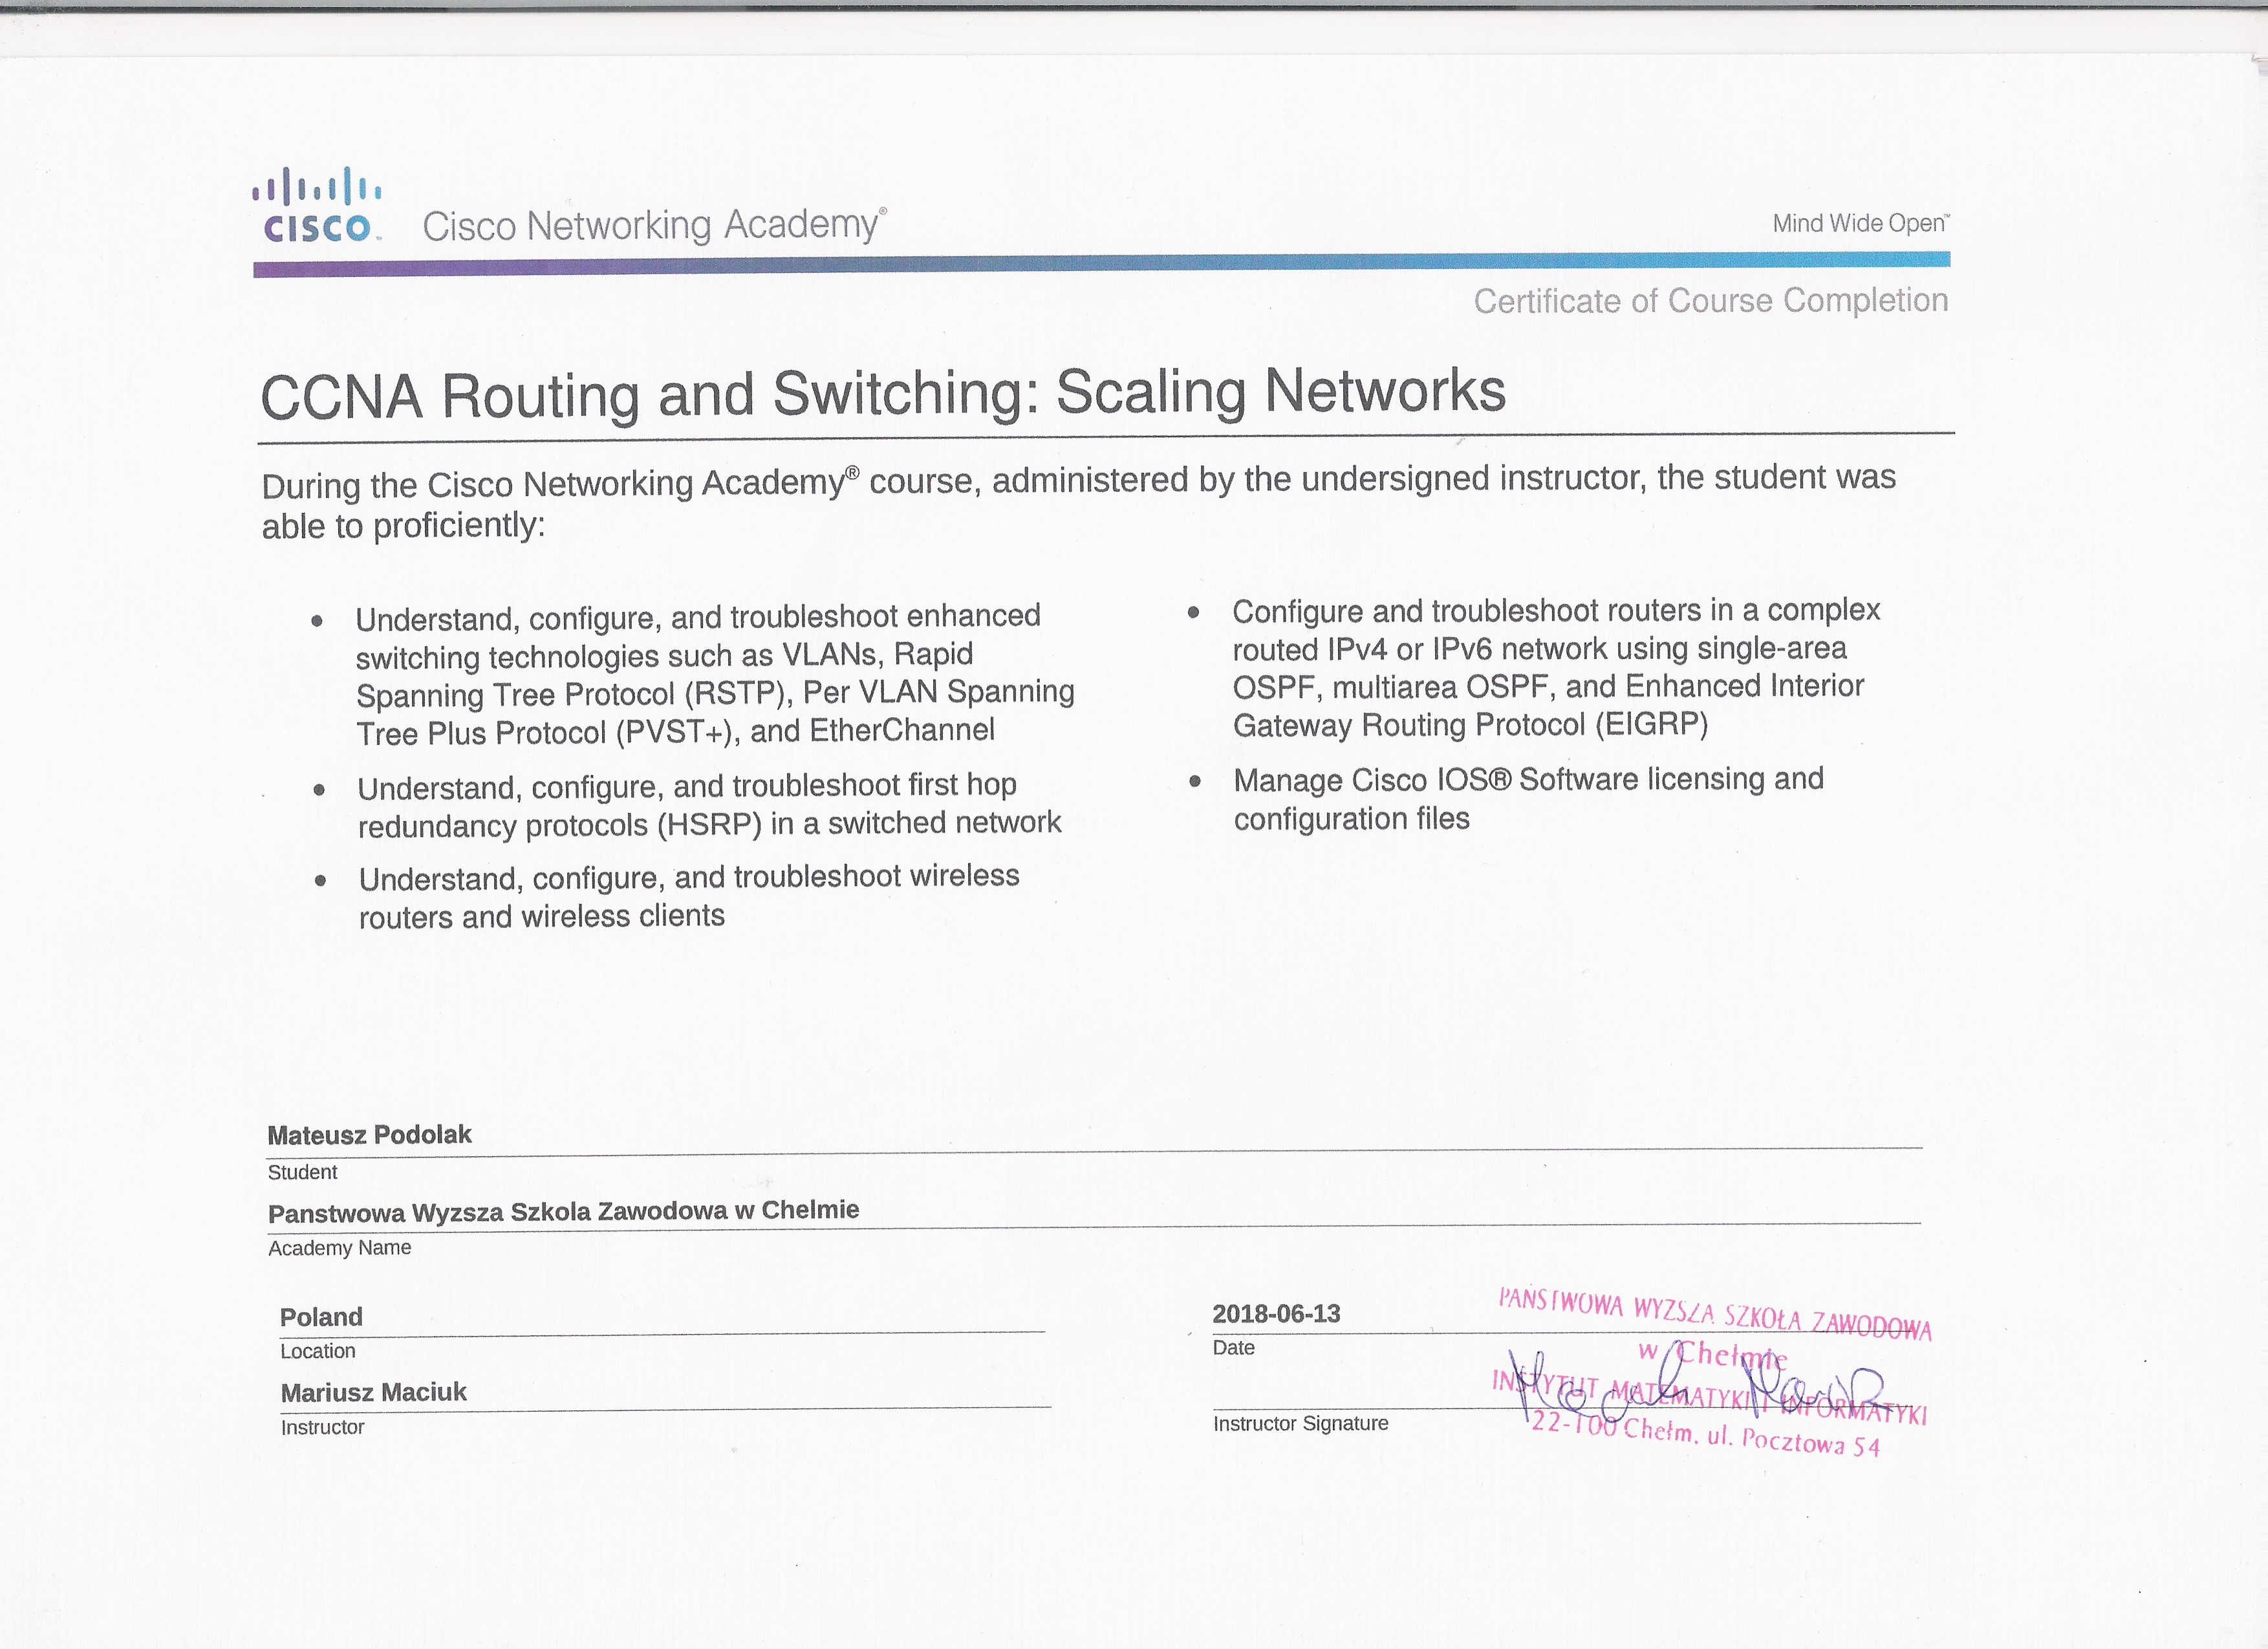 CISCO
Cisco Networking Academy®
Mind Wide Open™
Certificate of Course Completion
CCNA Routing and Switching: Scaling Networks
During the Cisco Networking Academy® course, administered by the undersigned instructor, the student was
able to proficiently:
• Understand, configure, and troubleshoot enhanced
switching technologies such as VLANs, Rapid
Spanning Tree Protocol (RSTP), Per VLAN Spanning
Tree Plus Protocol (PVST+), and EtherChannel
• Understand, configure, and troubleshoot first hop
redundancy protocols (HSRP) in a switched network
• Understand, configure, and troubleshoot wireless
routers and wireless clients
• Configure and troubleshoot routers in a complex
routed IPv4 or IPv6 network using single-area
OSPF, multiarea OSPF, and Enhanced Interior
Gateway Routing Protocol (EIGRP)
• Manage Cisco IOS® Software licensing and
configuration files
Mateusz Podolak
Student
Panstwowa Wyzsza Szkola Zawodowa w Chelmie
Academy Name
Poland
Location
Mariusz Maciuk
Instructor
2018-06-13
Date
Instructor Signature
PAŃSTWOWA WYZSZA SZKOŁA ZAWODOWA
w Chełmie
INSTYTUT MATEMATYKI I INFORMATYKI
22-100 Chełm. ul. Pocztowa 54